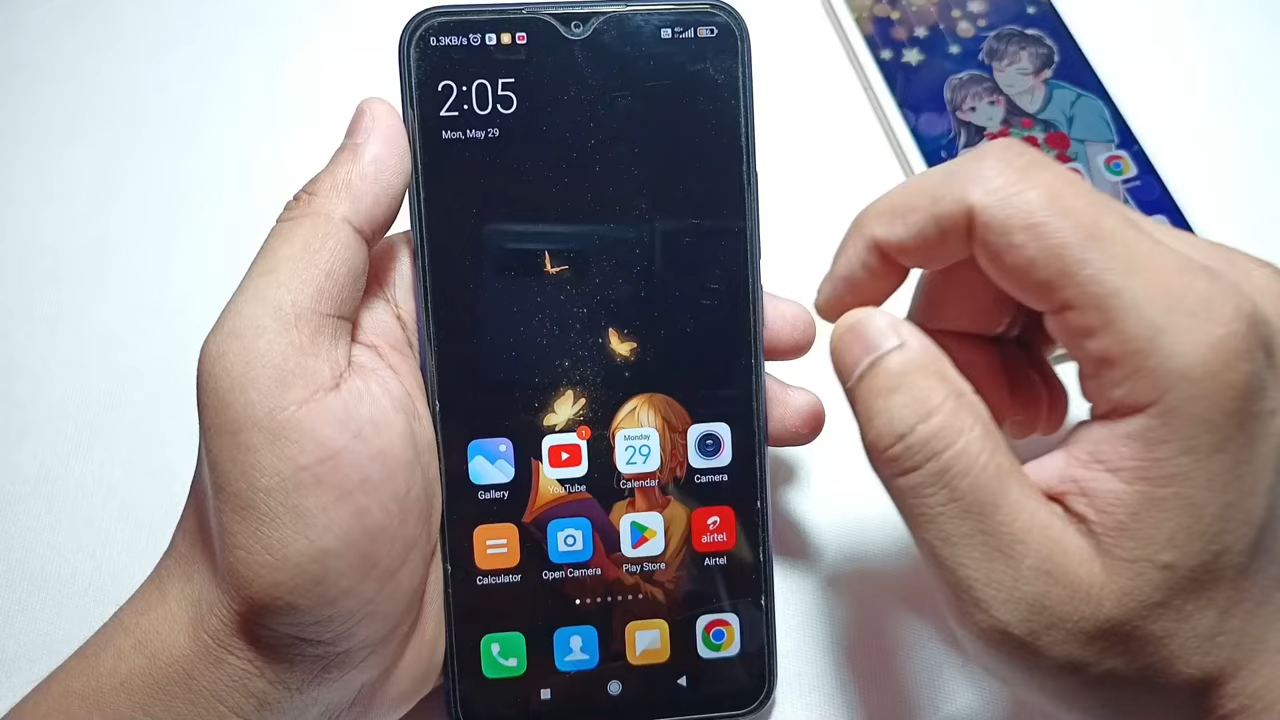 0.3KB/s
2:05
Mon, May 29
1
Monday
29
Gallery
YouTube
Calendar
Camera
airtel
Calculator
Open Camera
Play Store
Airtel